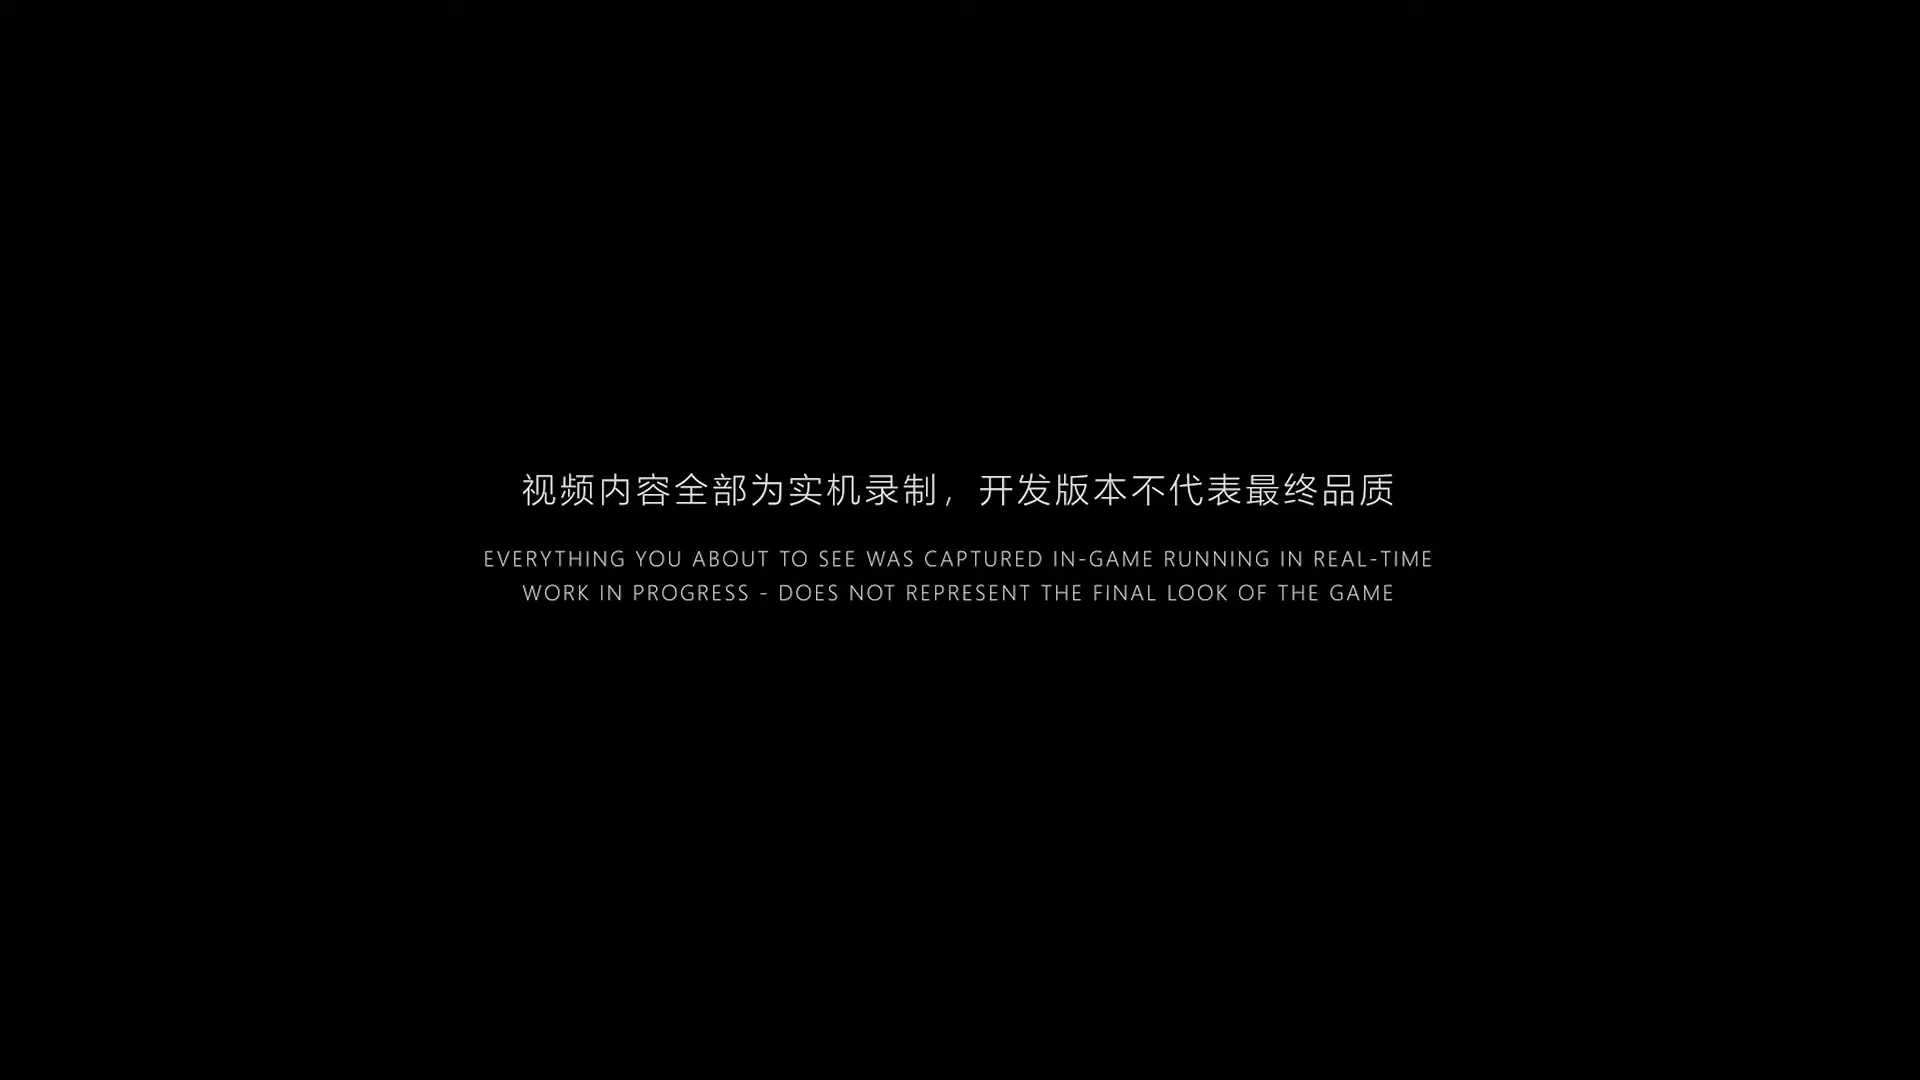 视频内容全部为实机录制，开发版本不代表最终品质
EVERYTHING YOU ABOUT TO SEE WAS CAPTURED IN-GAME RUNNING IN REAL-TIME
WORK IN PROGRESS - DOES NOT REPRESENT THE FINAL LOOK OF THE GAME